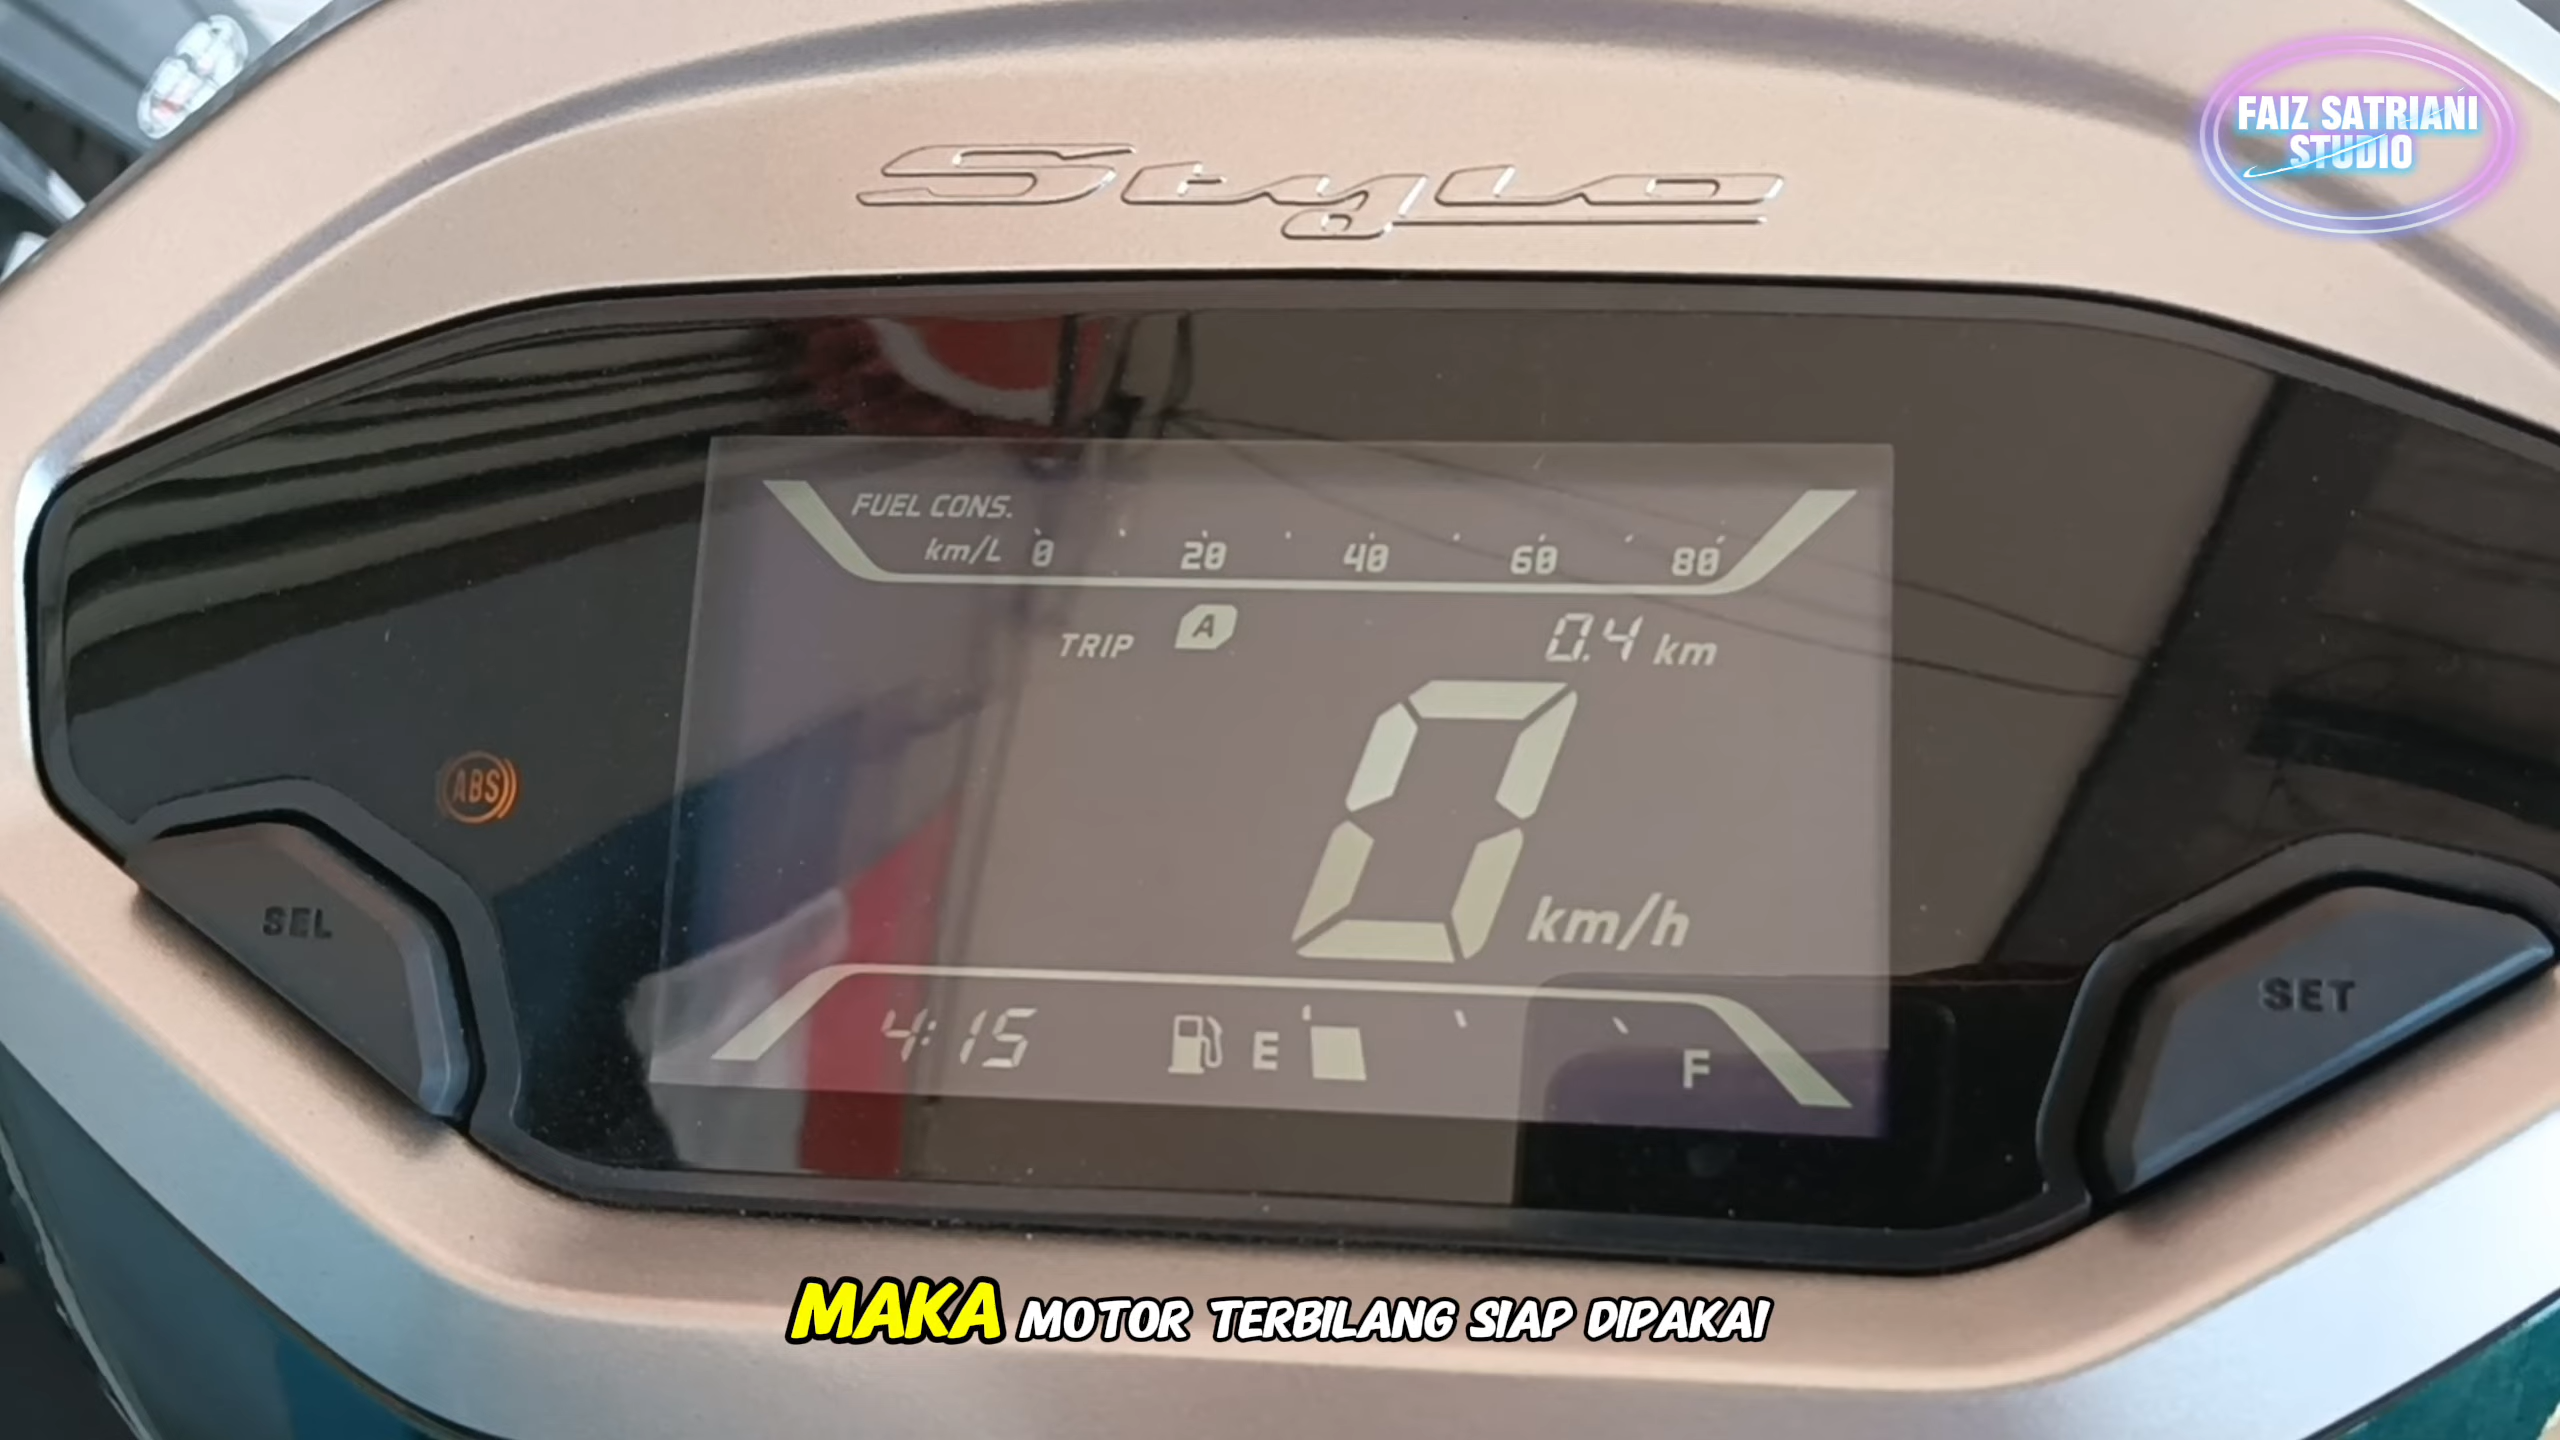 FAIZ SATRIANI
STUDIO
Stylo
FUEL CONS.
km/L 0 20 40 60 80
TRIP A 0.4 km
0 km/h
ABS
SEL
SET
4:15 E F
MAKA MOTOR TERBILANG SIAP DIPAKAI